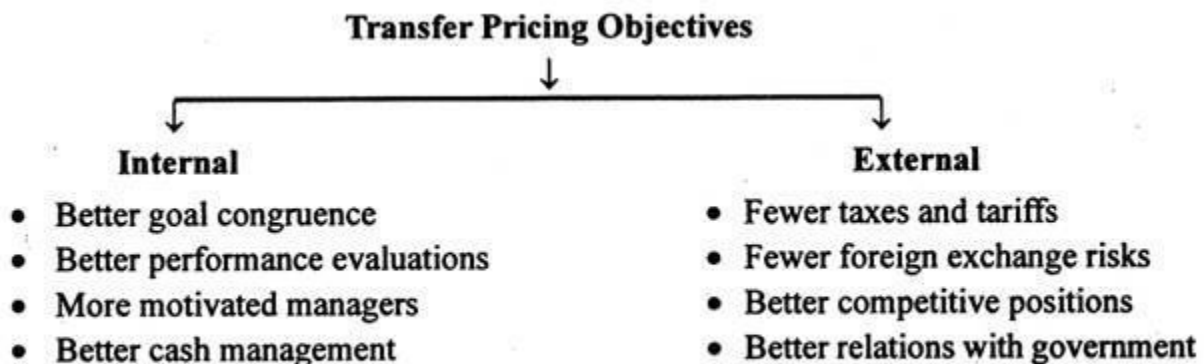 Transfer Pricing Objectives
Internal
• Better goal congruence
• Better performance evaluations
• More motivated managers
• Better cash management
External
• Fewer taxes and tariffs
• Fewer foreign exchange risks
• Better competitive positions
• Better relations with government